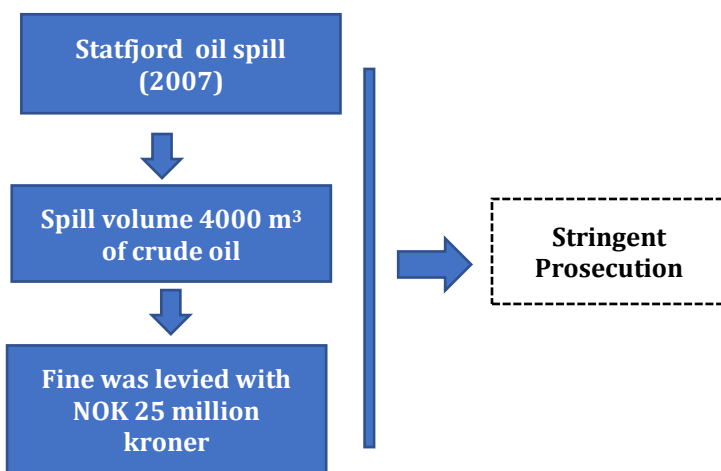 Statfjord oil spill
(2007)
Spill volume 4000 m³
of crude oil
Fine was levied with
NOK 25 million
kroner
Stringent
Prosecution